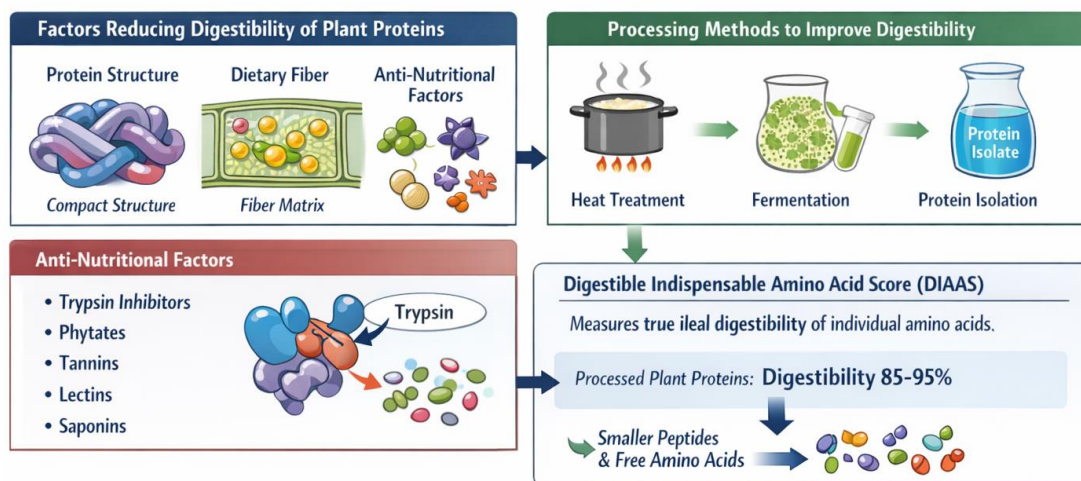 Factors Reducing Digestibility of Plant Proteins
Protein Structure
Compact Structure
Dietary Fiber
Fiber Matrix
Anti-Nutritional
Factors
Processing Methods to Improve Digestibility
Heat Treatment
Fermentation
Protein
Isolate
Protein Isolation
Anti-Nutritional Factors
• Trypsin Inhibitors
• Phytates
• Tannins
• Lectins
• Saponins
Trypsin
Digestible Indispensable Amino Acid Score (DIAAS)
Measures true ileal digestibility of individual amino acids.
Processed Plant Proteins: Digestibility 85-95%
Smaller Peptides
& Free Amino Acids